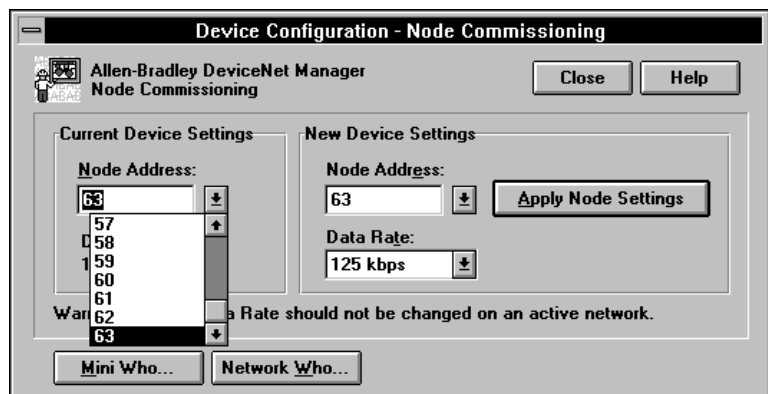 Device Configuration - Node Commissioning
Allen-Bradley DeviceNet Manager
Node Commissioning
Close
Help
Current Device Settings
New Device Settings
Node Address:
63
57
58
59
60
61
62
63
Node Address:
63
Data Rate:
125 kbps
Apply Node Settings
Rate should not be changed on an active network.
Mini Who...
Network Who...